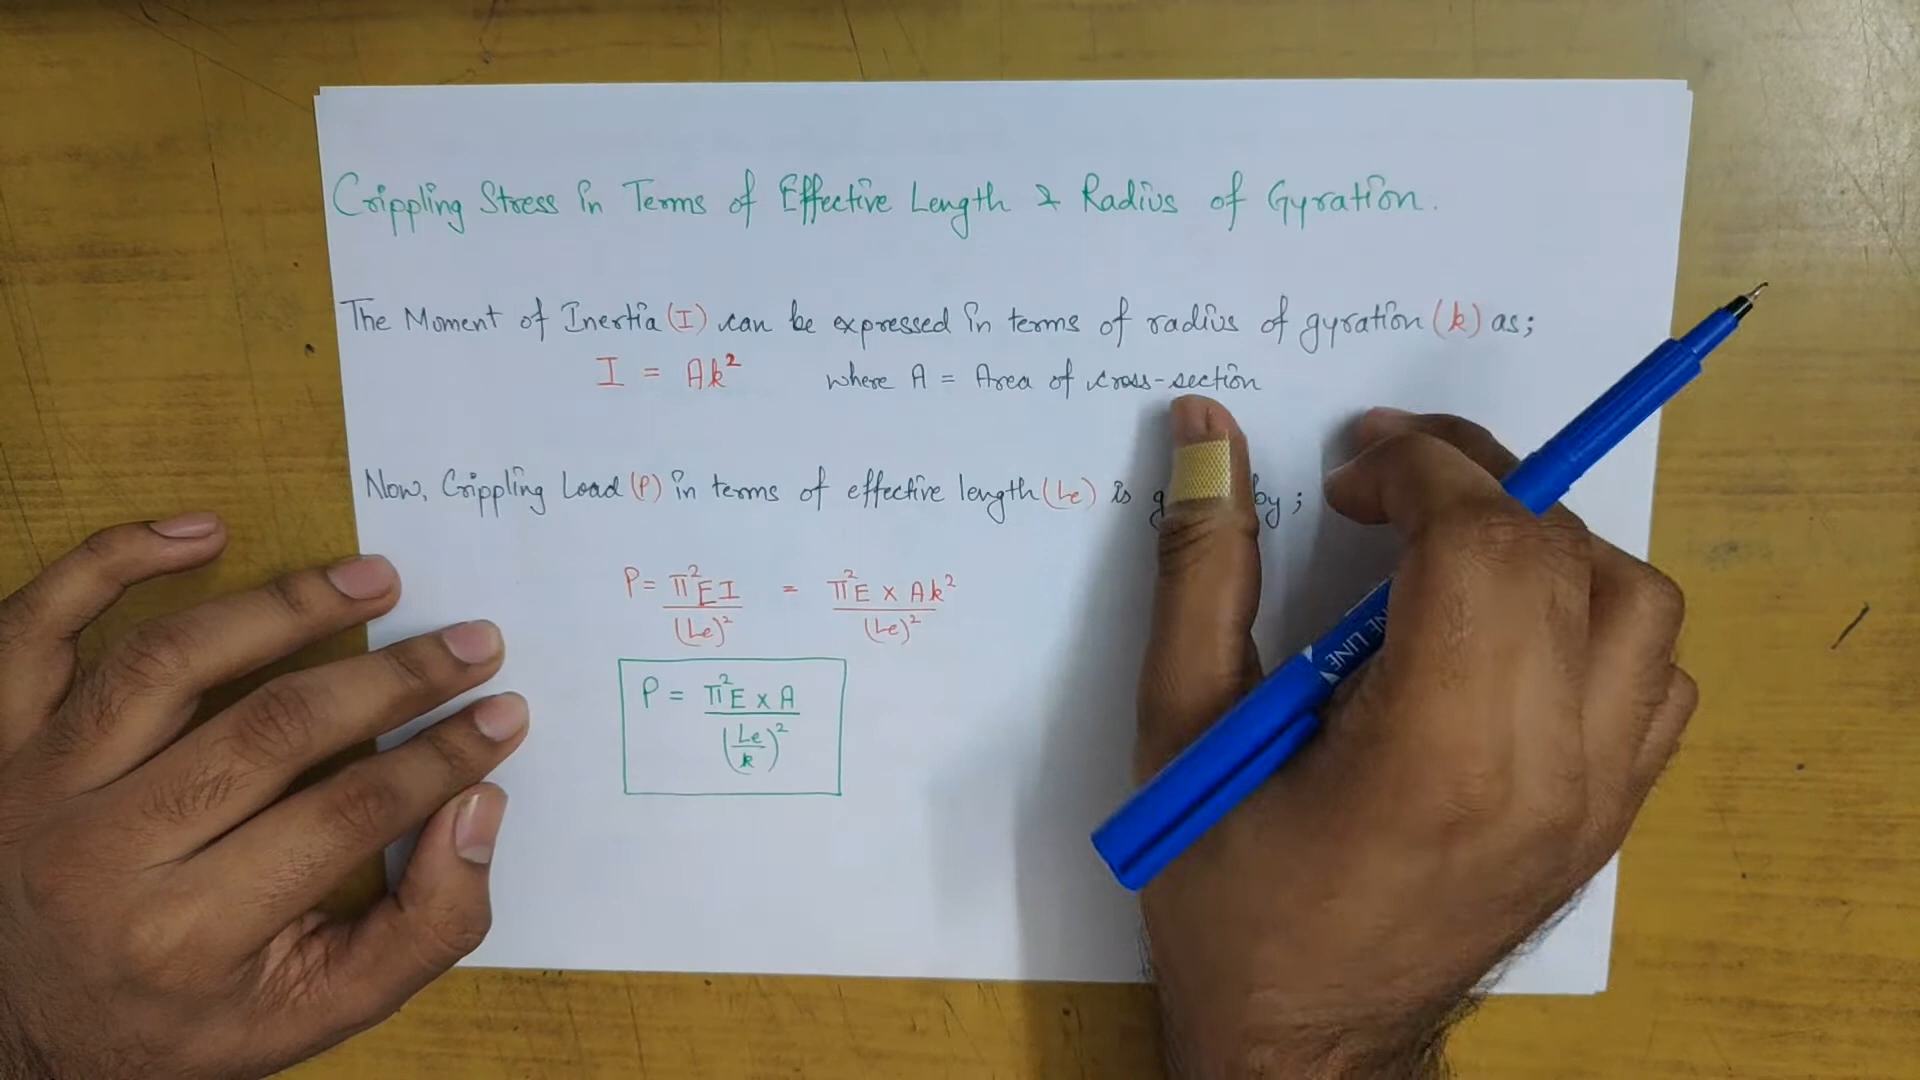 Crippling Stress in Terms of Effective Length & Radius of Gyration.
The Moment of Inertia (I) can be expressed in terms of radius of gyration (k) as;
I = Ak² where A = Area of cross-section
Now, Crippling Load (P) in terms of effective length (Le) is by;
P = π²EI / (Le)² = π²E × Ak² / (Le)²
P = π²E × A / (Le/k)²
NE LINE